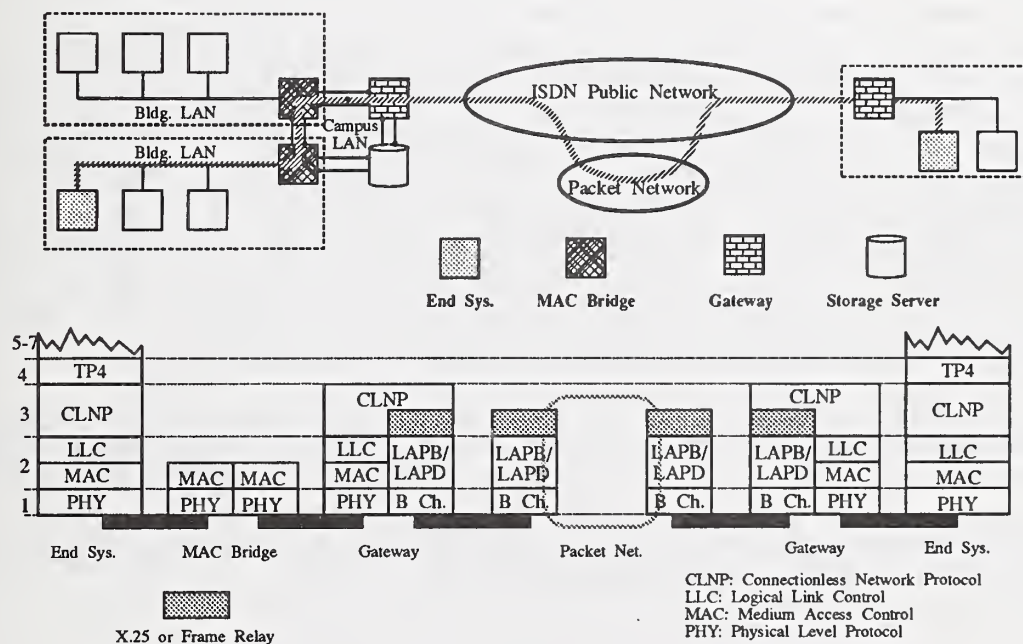 ISDN Public Network
Bldg. LAN
Campus
LAN
Bldg. LAN
Packet Network
End Sys.
MAC Bridge
Gateway
Storage Server
5-7
4
TP4
TP4
3
CLNP
CLNP
CLNP
CLNP
2
LLC
LLC
LAPB/
LAPD
LAPB/
LAPD
LAPB/
LAPD
LAPB/
LAPD
LLC
LLC
MAC
MAC
MAC
MAC
MAC
MAC
1
PHY
PHY
PHY
PHY
B Ch.
B Ch.
B Ch.
B Ch.
PHY
PHY
End Sys.
MAC Bridge
Gateway
Packet Net.
Gateway
End Sys.
X.25 or Frame Relay
CLNP: Connectionless Network Protocol
LLC: Logical Link Control
MAC: Medium Access Control
PHY: Physical Level Protocol